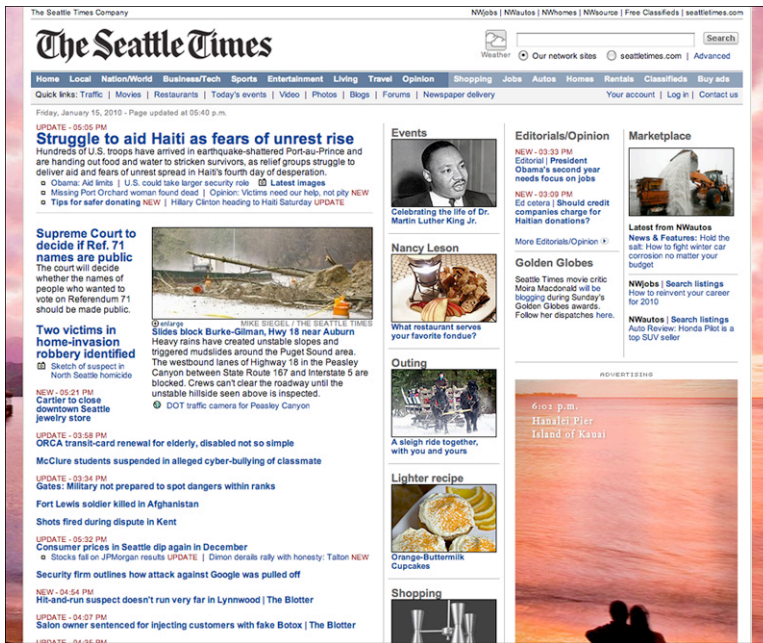 The Seattle Times Company
NWjobs | NWautos | NWhomes | NWsource | Free Classifieds | seattletimes.com
The Seattle Times
Weather
Search
Our network sites
seattletimes.com | Advanced
Home Local Nation/World Business/Tech Sports Entertainment Living Travel Opinion Shopping Jobs Autos Homes Rentals Classifieds Buy ads
Quick links: Traffic | Movies | Restaurants | Today's events | Video | Photos | Blogs | Forums | Newspaper delivery
Your account | Log in | Contact us
Friday, January 15, 2010 - Page updated at 05:40 p.m.
UPDATE - 05:05 PM
Struggle to aid Haiti as fears of unrest rise
Hundreds of U.S. troops have arrived in earthquake-shattered Port-au-Prince and
are handing out food and water to stricken survivors, as relief groups struggle to
deliver aid and fears of unrest spread in Haiti's fourth day of desperation.
Obama: Aid limits | U.S. could take larger security role Latest images
Missing Port Orchard woman found dead | Opinion: Victims need our help, not pity NEW
Tips for safer donating NEW | Hillary Clinton heading to Haiti Saturday UPDATE
Supreme Court to
decide if Ref. 71
names are public
The court will decide
whether the names of
people who wanted to
vote on Referendum 71
should be made public.
Two victims in
home-invasion
robbery identified
Sketch of suspect in
North Seattle homicide
NEW - 05:21 PM
Cartier to close
downtown Seattle
jewelry store
enlarge
MIKE SIEGEL / THE SEATTLE TIMES
Slides block Burke-Gilman, Hwy 18 near Auburn
Heavy rains have created unstable slopes and
triggered mudslides around the Puget Sound area.
The westbound lanes of Highway 18 in the Peasley
Canyon between State Route 167 and Interstate 5 are
blocked. Crews can't clear the roadway until the
unstable hillside seen above is inspected.
DOT traffic camera for Peasley Canyon
UPDATE - 03:58 PM
ORCA transit-card renewal for elderly, disabled not so simple
McClure students suspended in alleged cyber-bullying of classmate
UPDATE - 03:34 PM
Gates: Military not prepared to spot dangers within ranks
Fort Lewis soldier killed in Afghanistan
Shots fired during dispute in Kent
UPDATE - 05:32 PM
Consumer prices in Seattle dip again in December
Stocks fall on JPMorgan results UPDATE | Dimon derails rally with honesty: Talton NEW
Security firm outlines how attack against Google was pulled off
NEW - 04:54 PM
Hit-and-run suspect doesn't run very far in Lynnwood | The Blotter
UPDATE - 04:07 PM
Salon owner sentenced for injecting customers with fake Botox | The Blotter
Events
Celebrating the life of Dr.
Martin Luther King Jr.
Nancy Leson
What restaurant serves
your favorite fondue?
Outing
A sleigh ride together,
with you and yours
Lighter recipe
Orange-Buttermilk
Cupcakes
Shopping
Editorials/Opinion
NEW - 03:33 PM
Editorial | President
Obama's second year
needs focus on jobs
NEW - 03:09 PM
Ed cetera | Should credit
companies charge for
Haitian donations?
More Editorials/Opinion
Golden Globes
Seattle Times movie critic
Moira Macdonald will be
blogging during Sunday's
Golden Globes awards.
Follow her dispatches here.
Marketplace
Latest from NWautos
News & Features: Hold the
salt: How to fight winter car
corrosion no matter your
budget
NWjobs | Search listings
How to reinvent your career
for 2010
NWautos | Search listings
Auto Review: Honda Pilot is a
top SUV seller
ADVERTISING
6:02 p.m.
Hanalei Pier
Island of Kauai